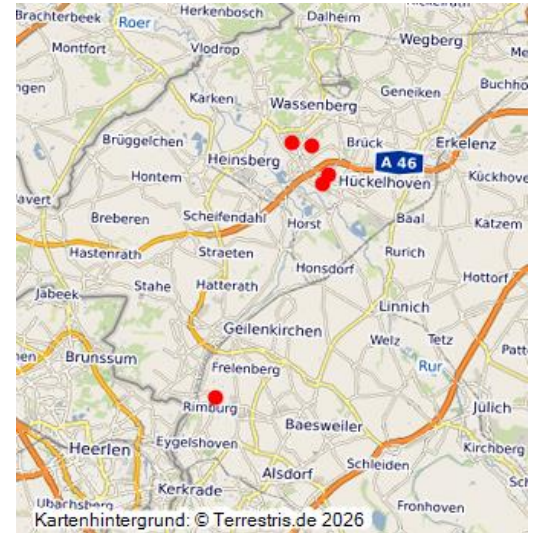 Brachterbeek
Herkenbosch
Dalheim
Roer
Wegberg
Montfort
Vlodrop
Geneiken
Buchho
Karken
Wassenberg
Brüggelchen
Brück
Erkelenz
Heinsberg
A 46
Hontem
Hückelhoven
Kückhove
Breberen
Scheifendahl
Horst
Baal
Katzem
Hastenrath
Straeten
Rurich
Honsdorf
Hottorf
Jabeek
Stahe
Hatterath
Linnich
Geilenkirchen
Welz
Tetz
Brunssum
Frelenberg
Rur
Rimburg
Jülich
Baesweiler
Eygelshoven
Heerlen
Kirchberg
Alsdorf
Schleiden
Kerkrade
Ubachsberg
Fronhoven
Kartenhintergrund: © Terrestris.de 2026